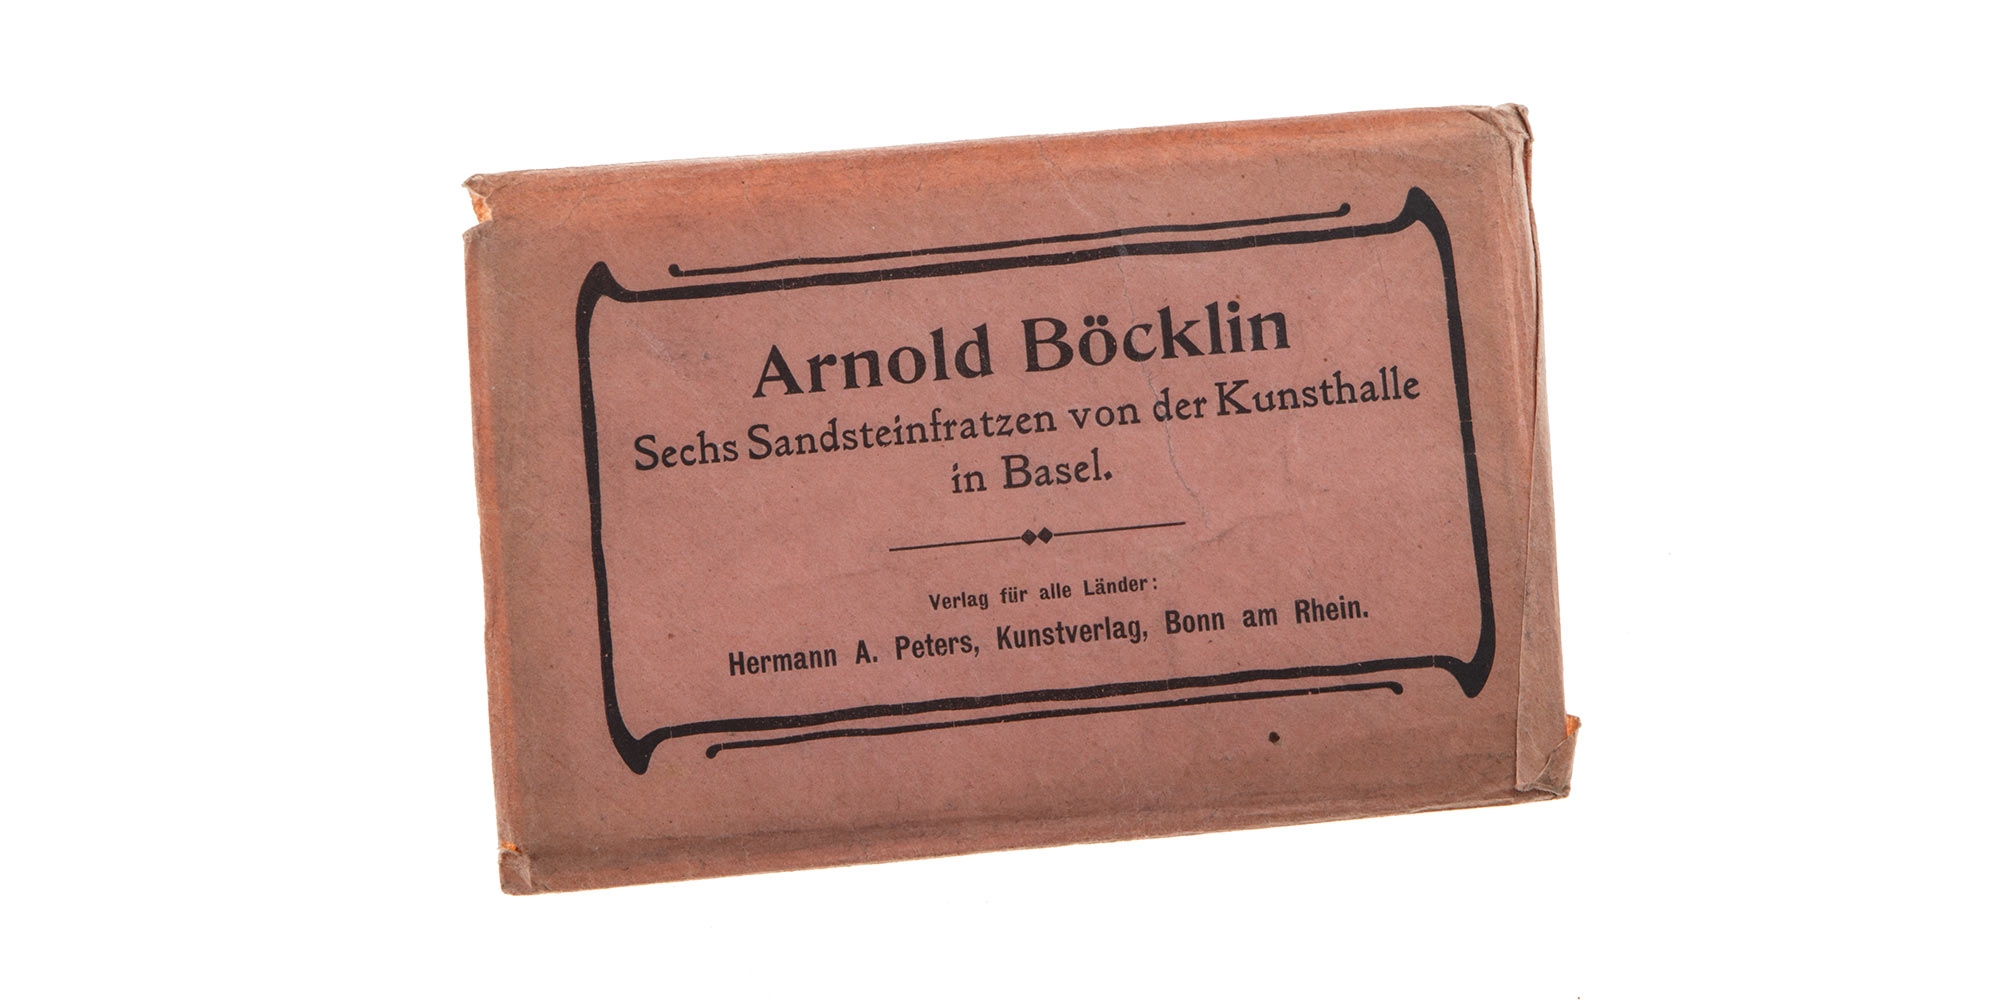 Arnold Böcklin
Sechs Sandsteinfratzen von der Kunsthalle
in Basel.
Verlag für alle Länder:
Hermann A. Peters, Kunstverlag, Bonn am Rhein.